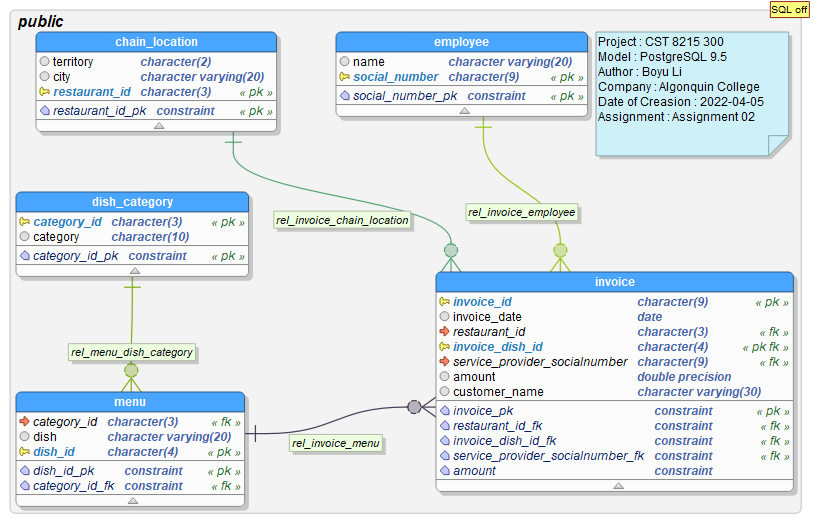 SQL off
public
chain_location
territory character(2)
city character varying(20)
restaurant_id character(3) « pk »
restaurant_id_pk constraint « pk »
employee
name character varying(20)
social_number character(9) « pk »
social_number_pk constraint « pk »
Project : CST 8215 300
Model : PostgreSQL 9.5
Author : Boyu Li
Company : Algonquin College
Date of Creasion : 2022-04-05
Assignment : Assignment 02
dish_category
category_id character(3) « pk »
category character(10)
category_id_pk constraint « pk »
rel_invoice_chain_location
rel_invoice_employee
rel_menu_dish_category
invoice
invoice_id character(9) « pk »
invoice_date date
restaurant_id character(3) « fk »
invoice_dish_id character(4) « pk fk »
service_provider_socialnumber character(9) « fk »
amount double precision
customer_name character varying(30)
invoice_pk constraint « pk »
restaurant_id_fk constraint « fk »
invoice_dish_id_fk constraint « fk »
service_provider_socialnumber_fk constraint « fk »
amount constraint
menu
category_id character(3) « fk »
dish character varying(20)
dish_id character(4) « pk »
dish_id_pk constraint « pk »
category_id_fk constraint « fk »
rel_invoice_menu